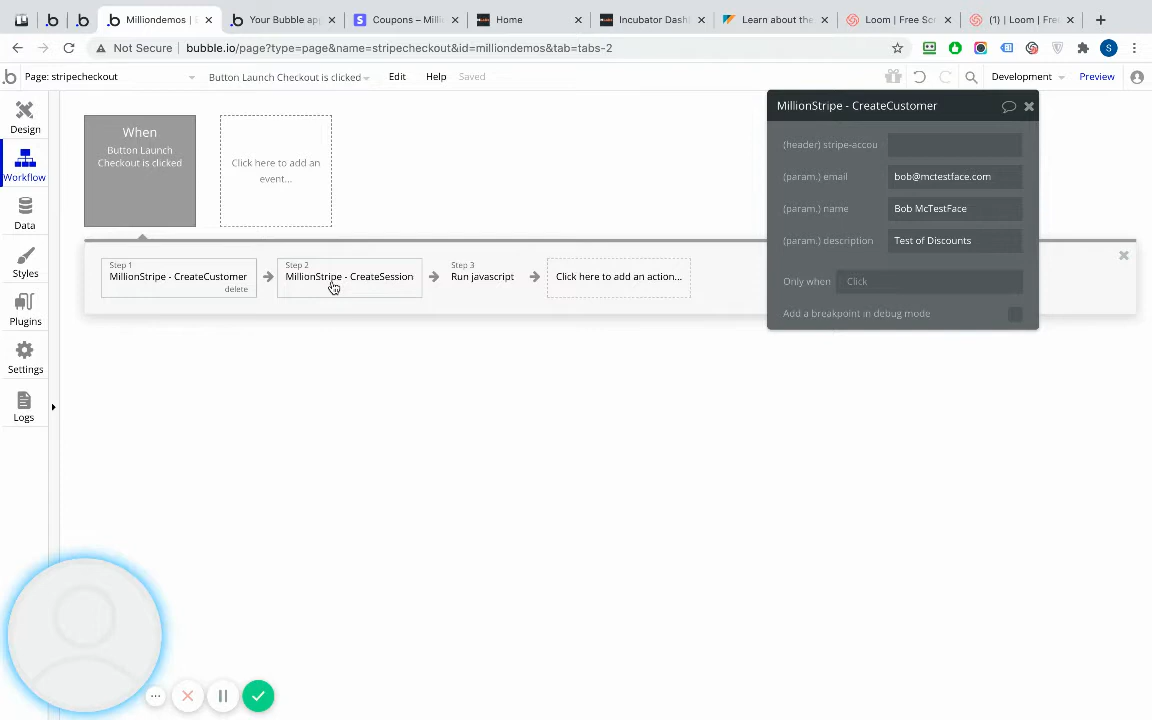 Milliondemos | B
Your Bubble ap
Coupons – Milli
Home
Incubator Dash
Learn about the
Loom | Free Scr
(1) | Loom | Free
S
Not Secure
bubble.io/page?type=page&name=stripecheckout&id=milliondemos&tab=tabs-2
Page: stripecheckout
Button Launch Checkout is clicked
Edit
Help
Saved
Development
Preview
Design
Workflow
Data
Styles
Plugins
Settings
Logs
When
Button Launch
Checkout is clicked
Click here to add an
event...
MillionStripe - CreateCustomer
(header) stripe-accou
(param.) email
bob@mctestface.com
(param.) name
Bob McTestFace
(param.) description
Test of Discounts
Only when
Click
Add a breakpoint in debug mode
Step 1
MillionStripe - CreateCustomer
delete
Step 2
MillionStripe - CreateSession
Step 3
Run javascript
Click here to add an action...